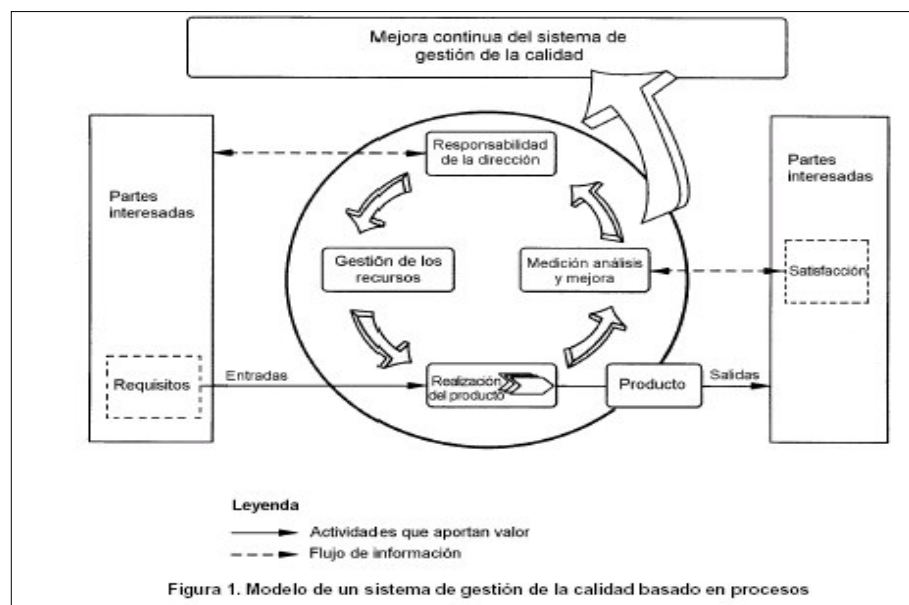 Mejora continua del sistema de
gestión de la calidad
Responsabilidad
de la dirección
Partes
interesadas
Partes
interesadas
Gestión de los
recursos
Medición análisis
y mejora
Satisfacción
Requisitos
Entradas
Realización
del producto
Producto
Salidas
Leyenda
Actividades que aportan valor
Flujo de información
Figura 1. Modelo de un sistema de gestión de la calidad basado en procesos